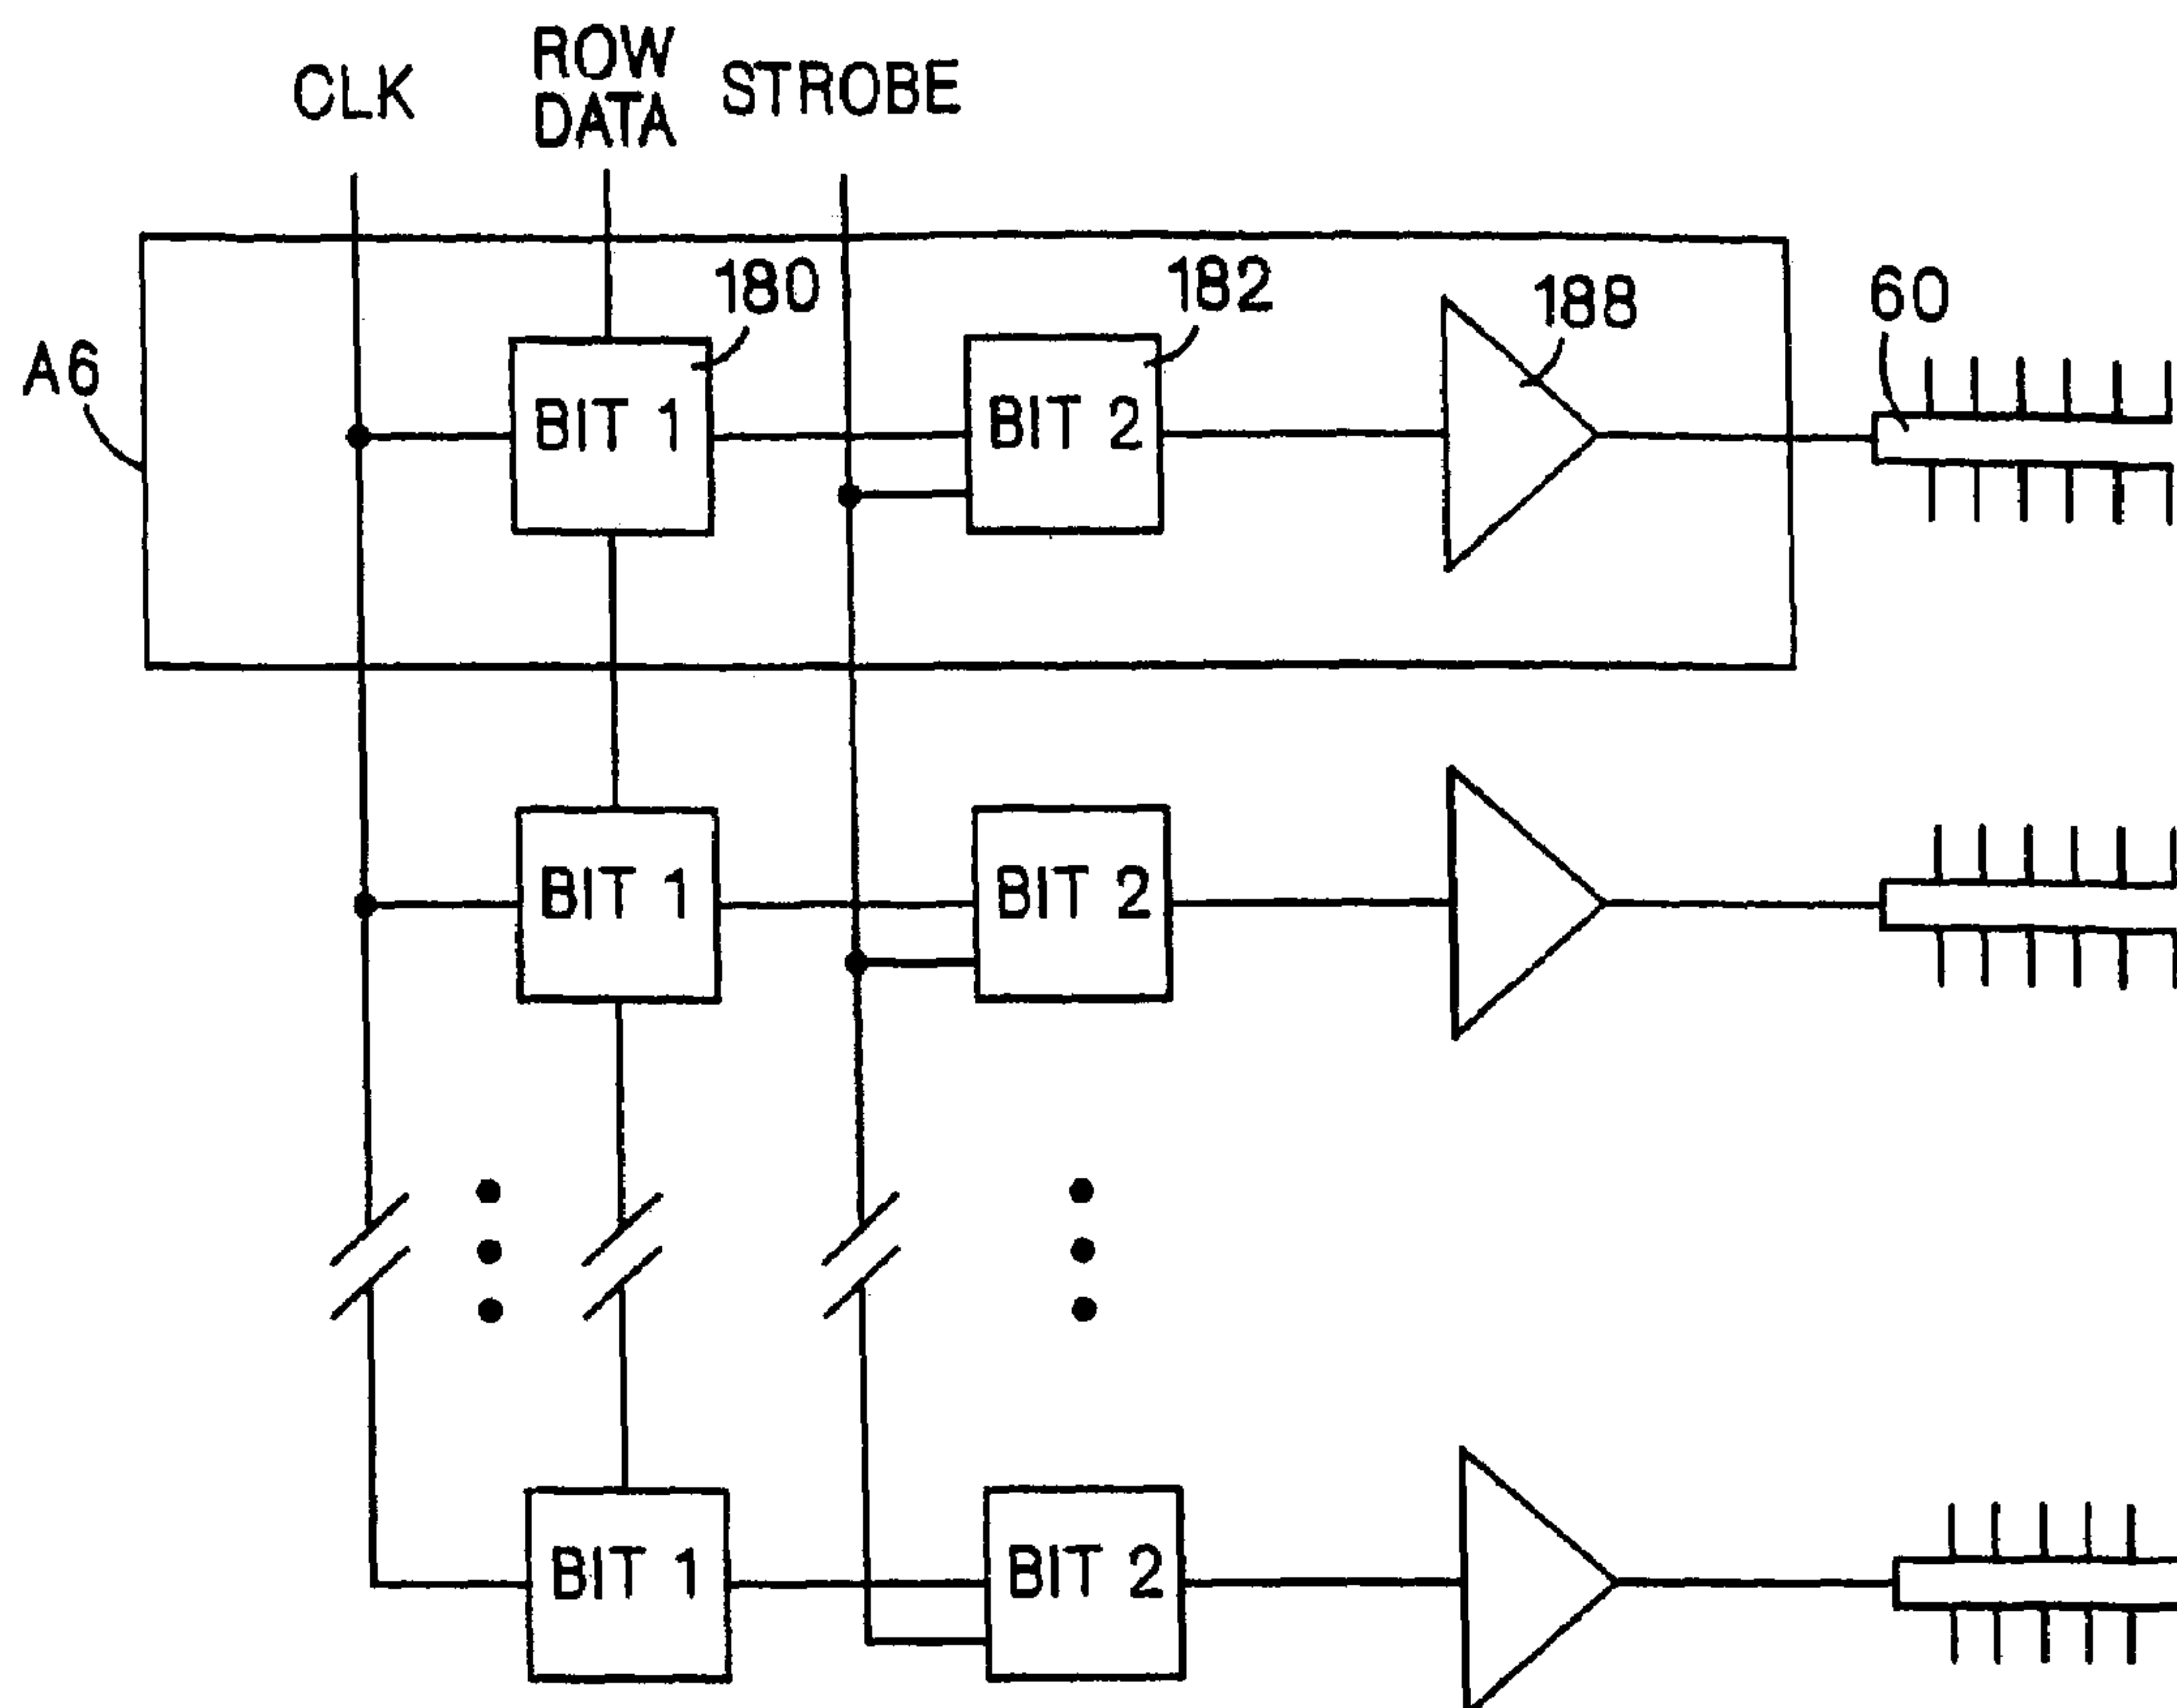 CLK
ROW
DATA
STROBE
180
182
188
60
A6
BIT 1
BIT 2
BIT 1
BIT 2
BIT 1
BIT 2